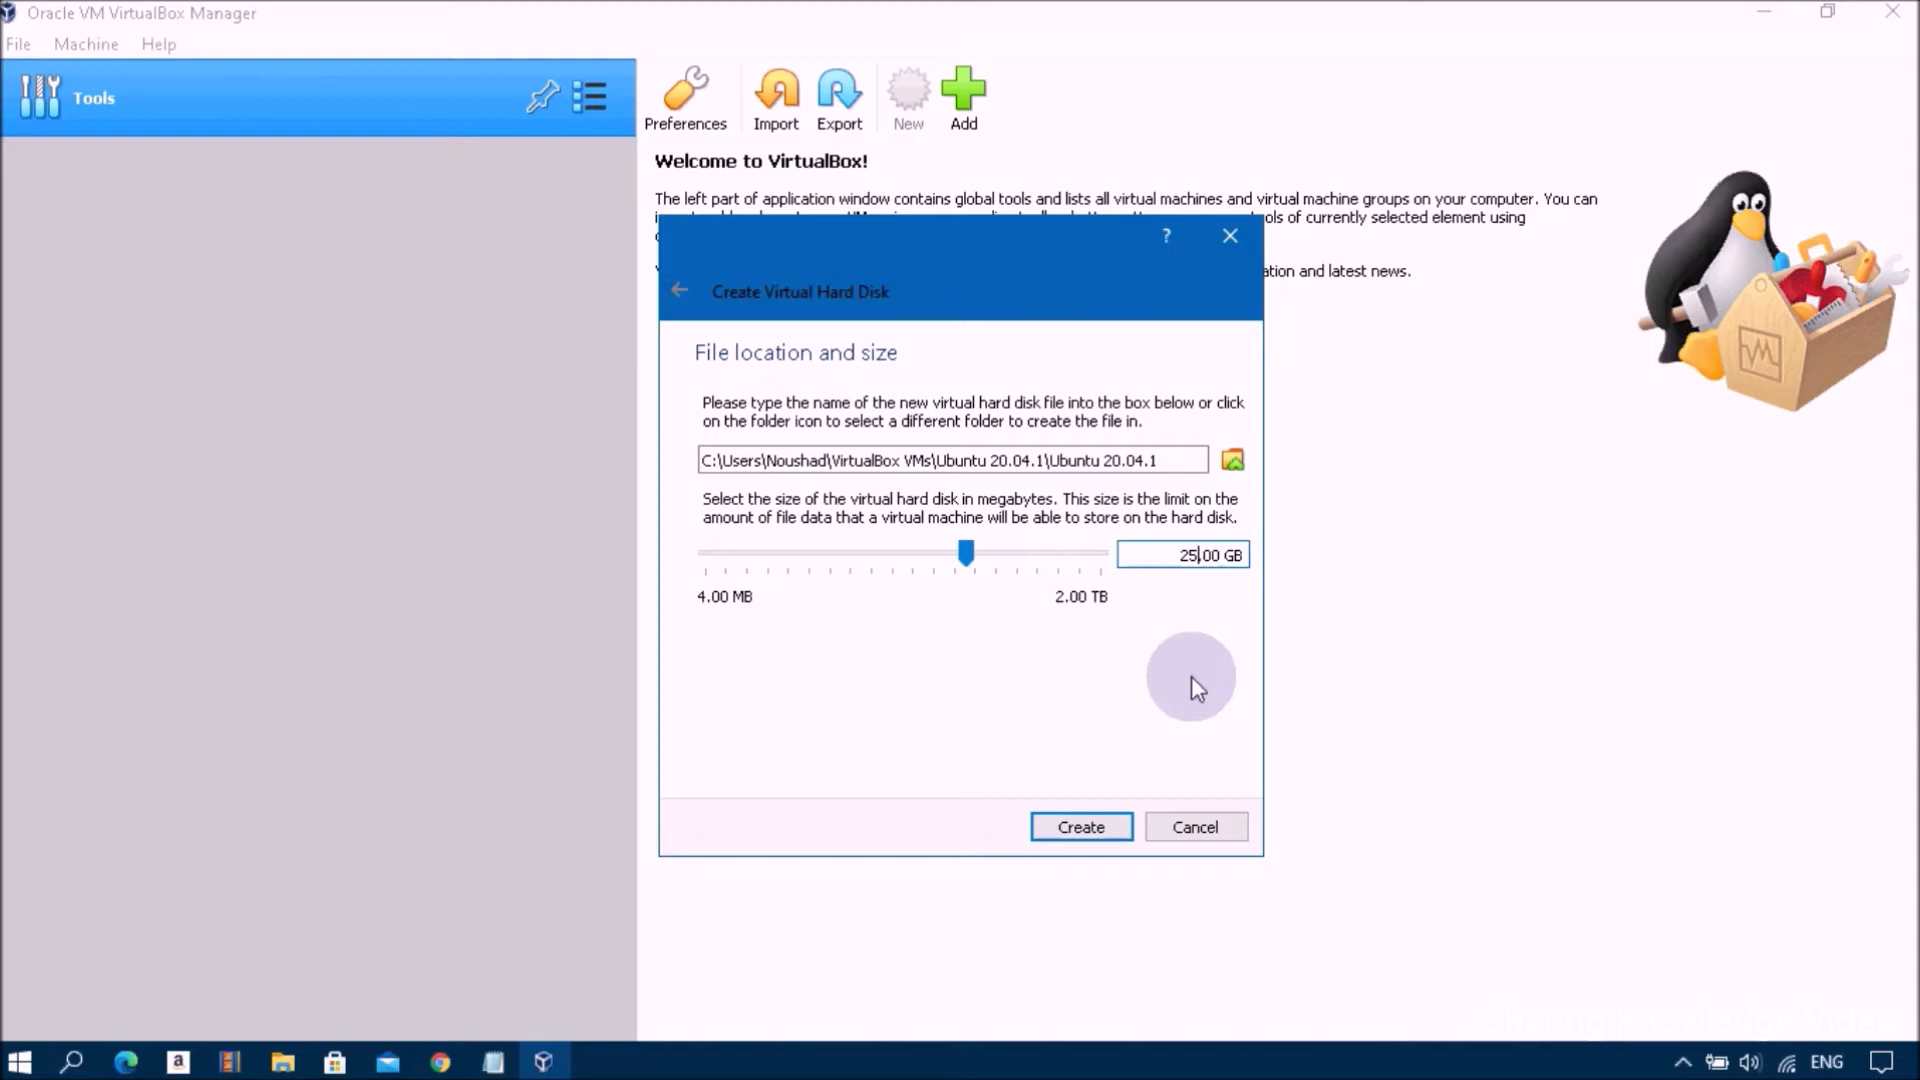 Oracle VM VirtualBox Manager
File Machine Help
Tools
Preferences Import Export New Add
Welcome to VirtualBox!
The left part of application window contains global tools and lists all virtual machines and virtual machine groups on your computer. You can
ols of currently selected element using
ation and latest news.
? 
Create Virtual Hard Disk
File location and size
Please type the name of the new virtual hard disk file into the box below or click
on the folder icon to select a different folder to create the file in.
C:\Users\Noushad\VirtualBox VMs\Ubuntu 20.04.1\Ubuntu 20.04.1
Select the size of the virtual hard disk in megabytes. This size is the limit on the
amount of file data that a virtual machine will be able to store on the hard disk.
25.00 GB
4.00 MB 2.00 TB
Create Cancel
ENG